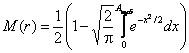 M(r) = 1/2 (1 − √(2/π) ∫₀ e^(−x²/2) dx)